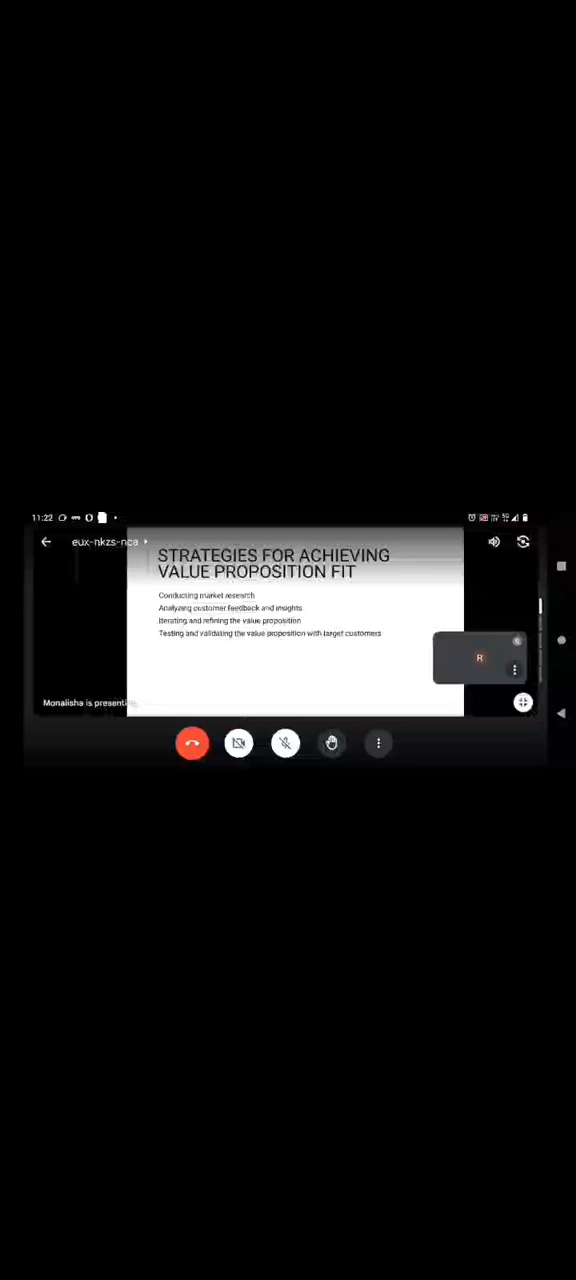 11:22
eux-nkzs-nca
STRATEGIES FOR ACHIEVING
VALUE PROPOSITION FIT
Conducting market research
Analyzing customer feedback and insights
Iterating and refining the value proposition
Testing and validating the value proposition with target customers
R
Monalisha is presenting